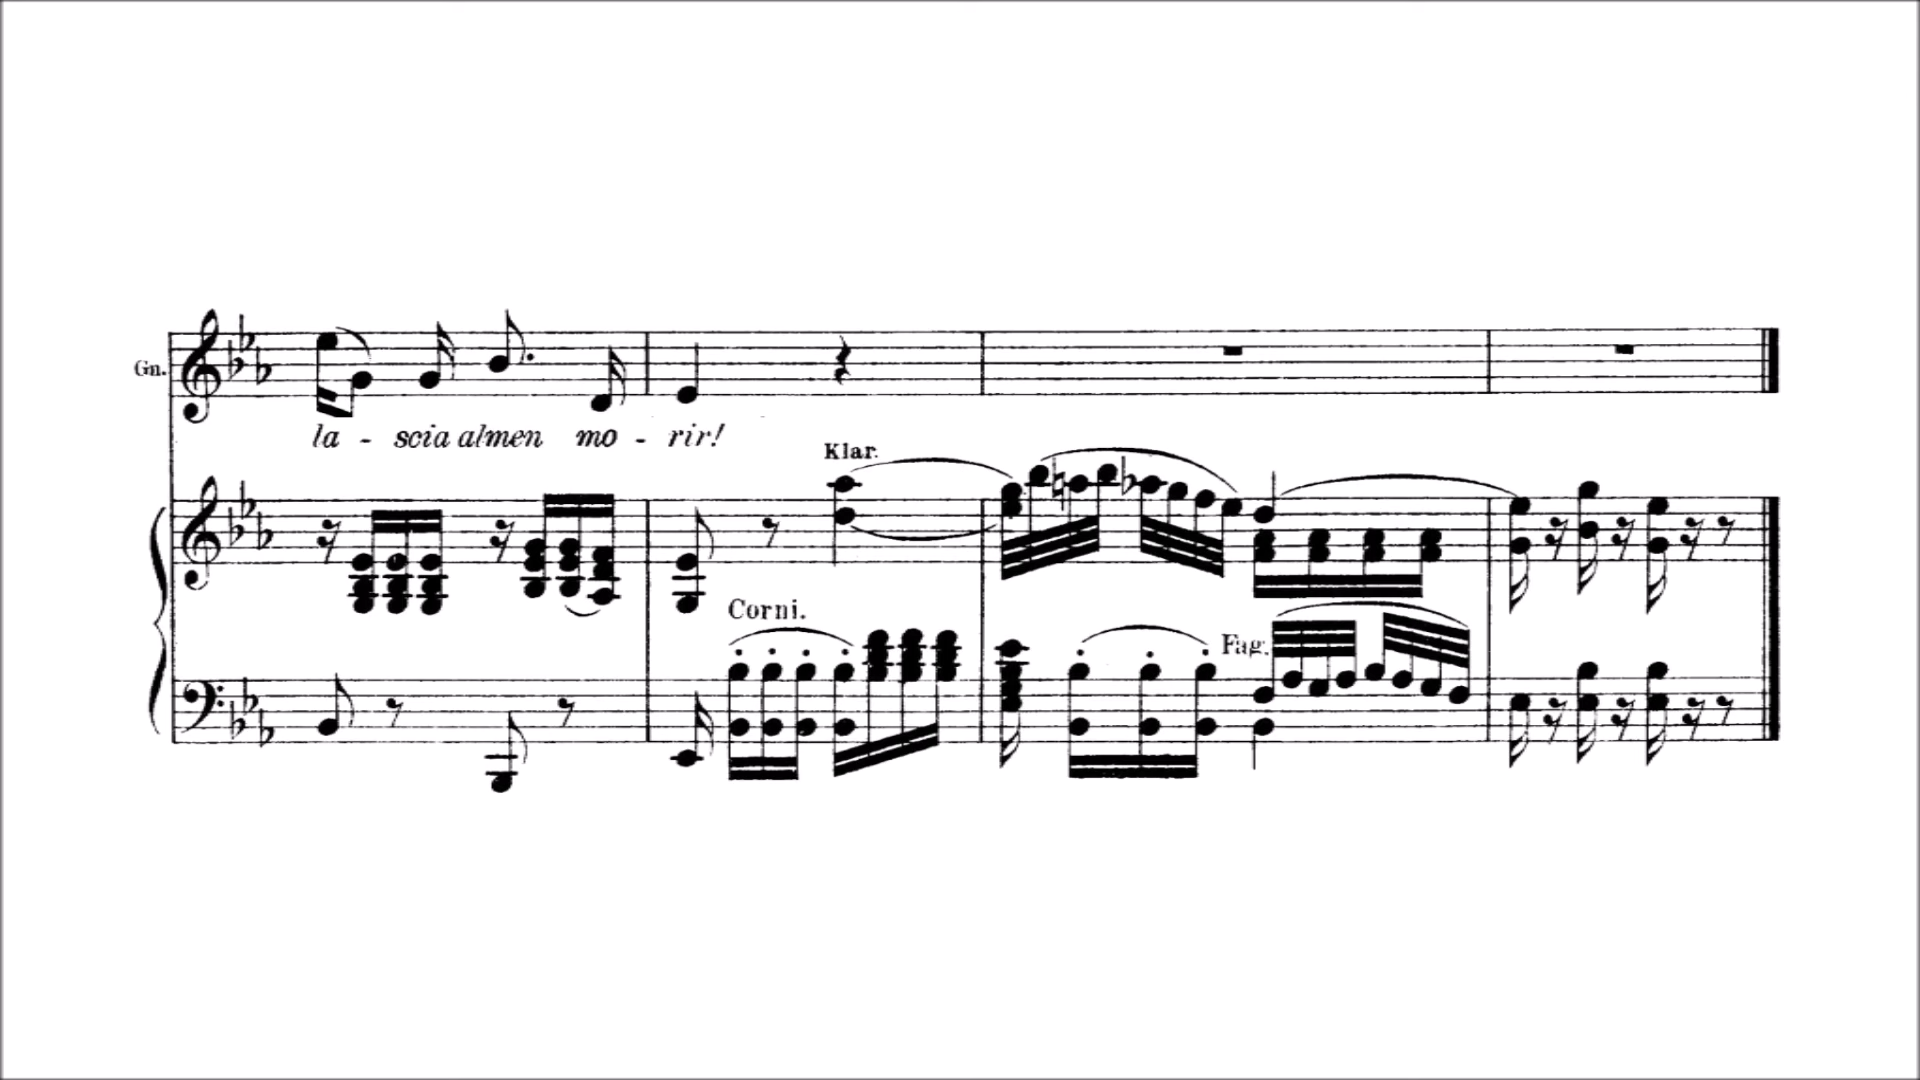 Gn.
la - scia almen mo - rir!
Klar.
Corni.
Fag.